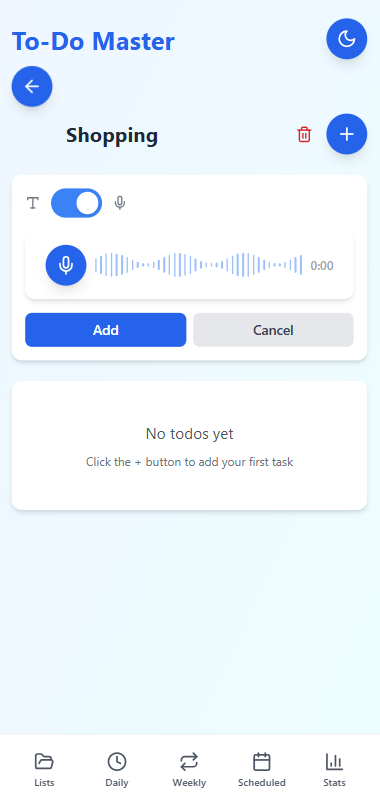 To-Do Master
Shopping
T
0:00
Add
Cancel
No todos yet
Click the + button to add your first task
Lists
Daily
Weekly
Scheduled
Stats